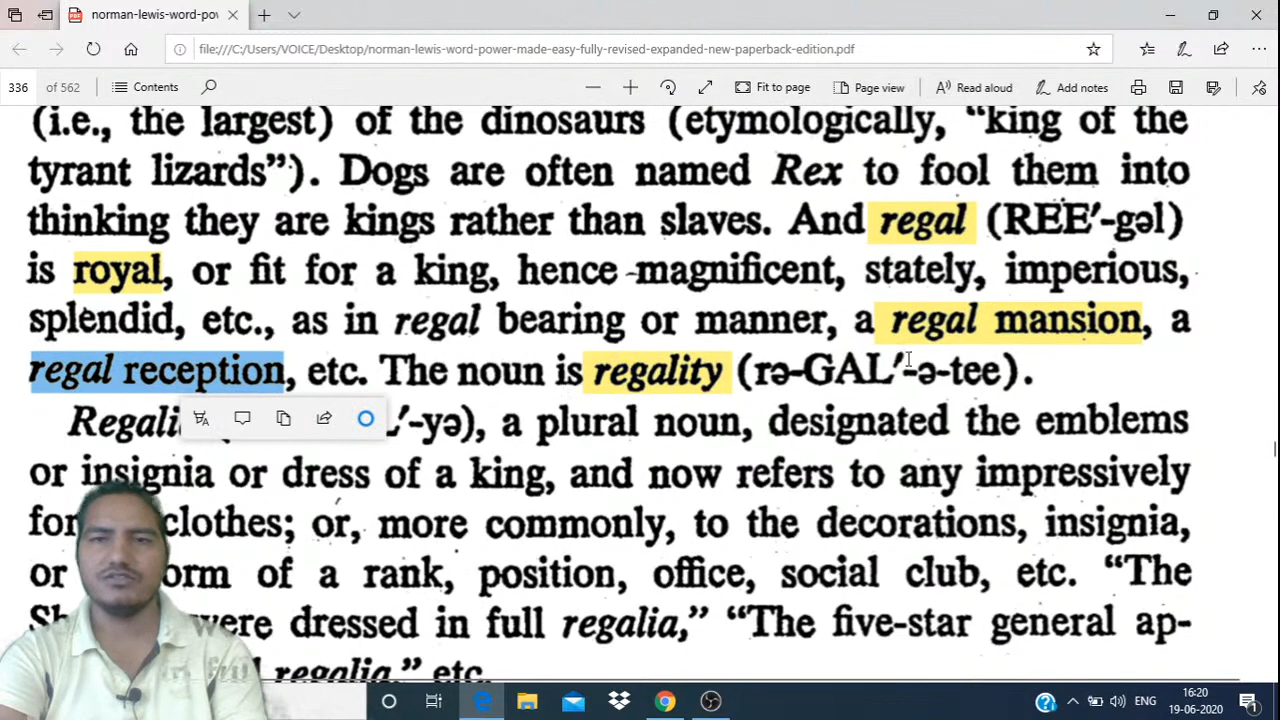 norman-lewis-word-pov
file:///C:/Users/VOICE/Desktop/norman-lewis-word-power-made-easy-fully-revised-expanded-new-paperback-edition.pdf
336 of 562 Contents Fit to page Page view Read aloud Add notes
(i.e., the largest) of the dinosaurs (etymologically, "king of the
tyrant lizards"). Dogs are often named Rex to fool them into
thinking they are kings rather than slaves. And regal (REE′-gəl)
is royal, or fit for a king, hence magnificent, stately, imperious,
splendid, etc., as in regal bearing or manner, a regal mansion, a
regal reception, etc. The noun is regality (rə-GAL′-ə-tee).
′-yə), a plural noun, designated the emblems
or insignia or dress of a king, and now refers to any impressively
clothes; or, more commonly, to the decorations, insignia,
or of a rank, position, office, social club, etc. "The
were dressed in full regalia," "The five-star general ap-
regalia," etc.
ENG
16:20
19-06-2020
1